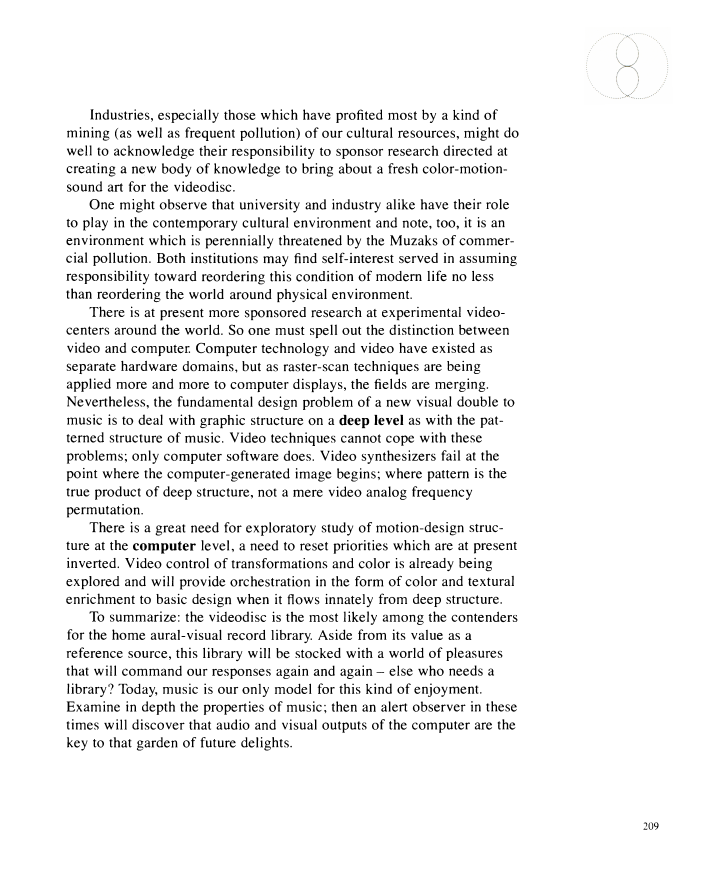 Industries, especially those which have profited most by a kind of
mining (as well as frequent pollution) of our cultural resources, might do
well to acknowledge their responsibility to sponsor research directed at
creating a new body of knowledge to bring about a fresh color-motion-
sound art for the videodisc.
One might observe that university and industry alike have their role
to play in the contemporary cultural environment and note, too, it is an
environment which is perennially threatened by the Muzaks of commer-
cial pollution. Both institutions may find self-interest served in assuming
responsibility toward reordering this condition of modern life no less
than reordering the world around physical environment.
There is at present more sponsored research at experimental video-
centers around the world. So one must spell out the distinction between
video and computer. Computer technology and video have existed as
separate hardware domains, but as raster-scan techniques are being
applied more and more to computer displays, the fields are merging.
Nevertheless, the fundamental design problem of a new visual double to
music is to deal with graphic structure on a deep level as with the pat-
terned structure of music. Video techniques cannot cope with these
problems; only computer software does. Video synthesizers fail at the
point where the computer-generated image begins; where pattern is the
true product of deep structure, not a mere video analog frequency
permutation.
There is a great need for exploratory study of motion-design struc-
ture at the computer level, a need to reset priorities which are at present
inverted. Video control of transformations and color is already being
explored and will provide orchestration in the form of color and textural
enrichment to basic design when it flows innately from deep structure.
To summarize: the videodisc is the most likely among the contenders
for the home aural-visual record library. Aside from its value as a
reference source, this library will be stocked with a world of pleasures
that will command our responses again and again – else who needs a
library? Today, music is our only model for this kind of enjoyment.
Examine in depth the properties of music; then an alert observer in these
times will discover that audio and visual outputs of the computer are the
key to that garden of future delights.
209